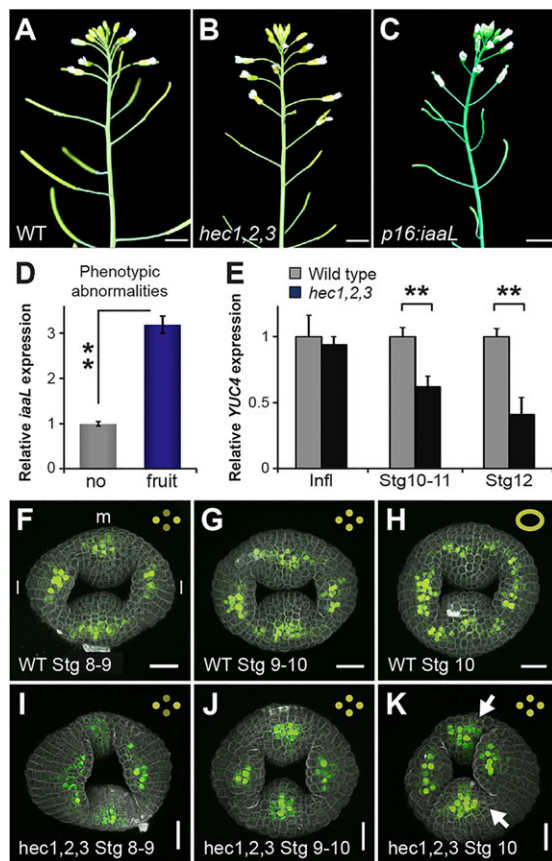 A
B
C
WT
hec1,2,3
p16:iaaL
D
Phenotypic
abnormalities
Relative iaaL expression
3
2
1
0
**
no
fruit
E
Wild type
hec1,2,3
**
**
Relative YUC4 expression
1
0.5
0
Infl
Stg10-11
Stg12
F
m
l
l
WT Stg 8-9
G
WT Stg 9-10
H
WT Stg 10
I
hec1,2,3 Stg 8-9
J
hec1,2,3 Stg 9-10
K
hec1,2,3 Stg 10